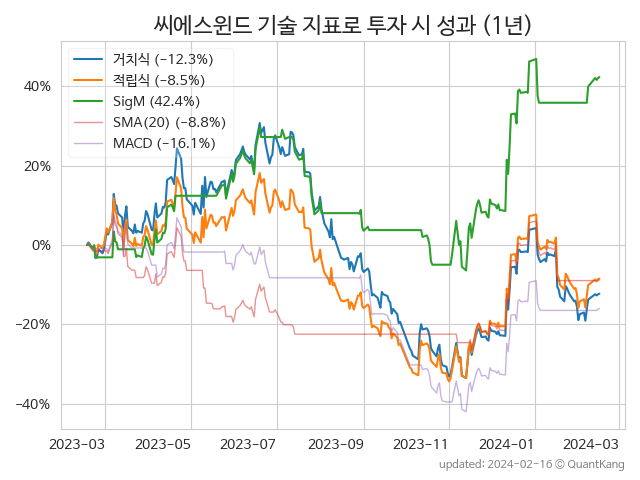 씨에스윈드 기술 지표로 투자 시 성과 (1년)
거치식 (−12.3%)
적립식 (−8.5%)
SigM (42.4%)
SMA(20) (−8.8%)
MACD (−16.1%)
40%
20%
0%
−20%
−40%
2023-03 2023-05 2023-07 2023-09 2023-11 2024-01 2024-03
updated: 2024-02-16 © QuantKang